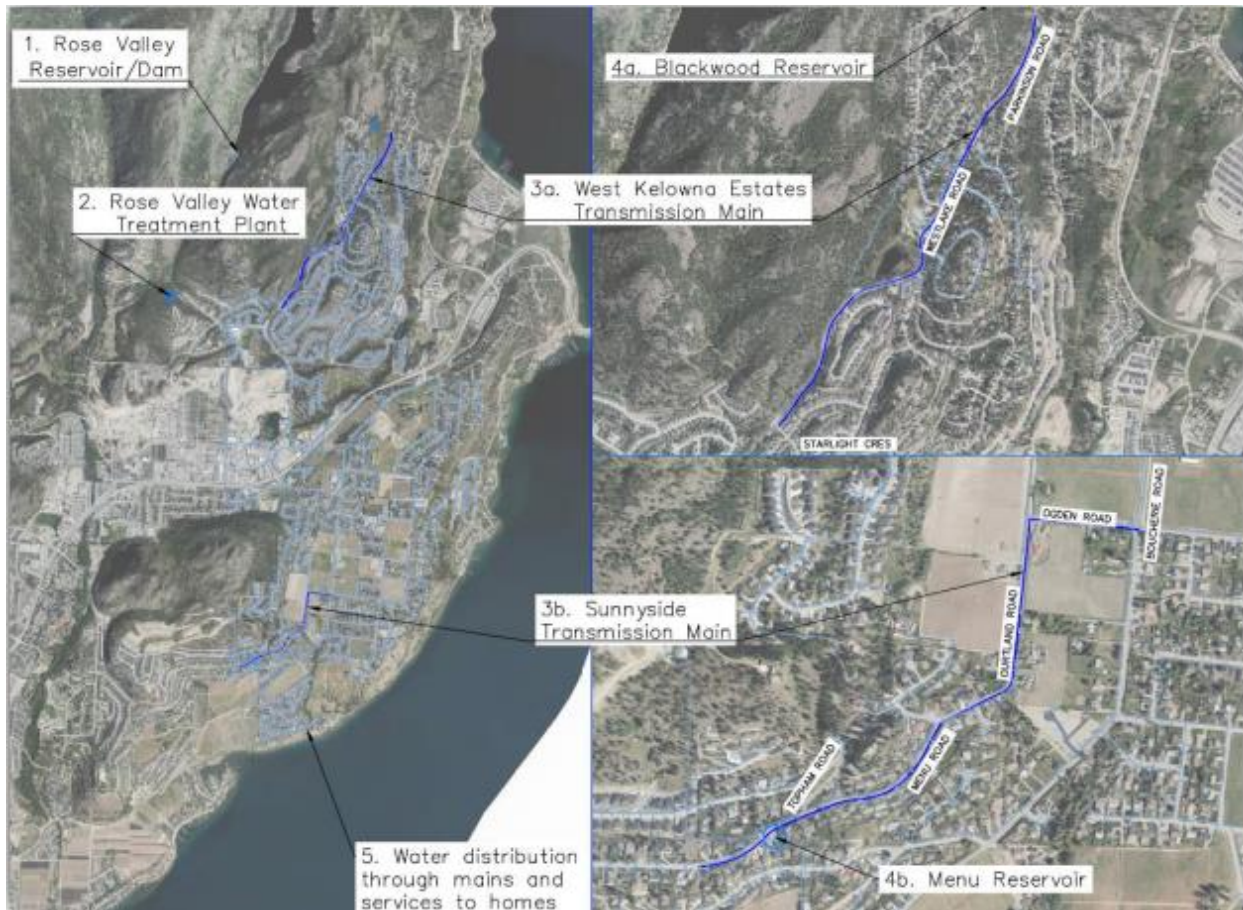 1. Rose Valley
Reservoir/Dam
2. Rose Valley Water
Treatment Plant
3a. West Kelowna Estates
Transmission Main
3b. Sunnyside
Transmission Main
5. Water distribution
through mains and
services to homes
4a. Blackwood Reservoir
PARKINSON ROAD
WESTLAKE ROAD
STARLIGHT CRES
OGDEN ROAD
BOUCHERIE ROAD
OURTLAND ROAD
MENU ROAD
TOPHAM ROAD
4b. Menu Reservoir